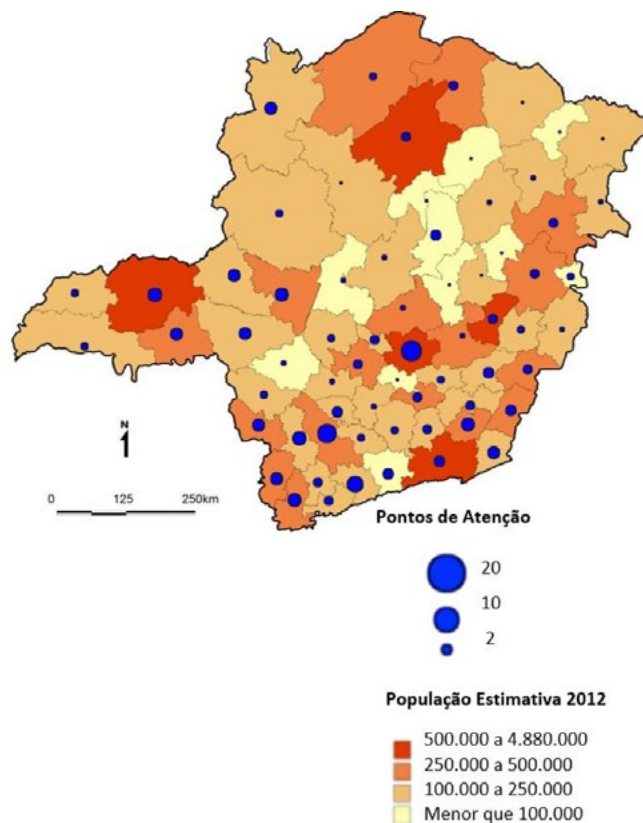 N
0 125 250km
Pontos de Atenção
20
10
2
População Estimativa 2012
500.000 a 4.880.000
250.000 a 500.000
100.000 a 250.000
Menor que 100.000